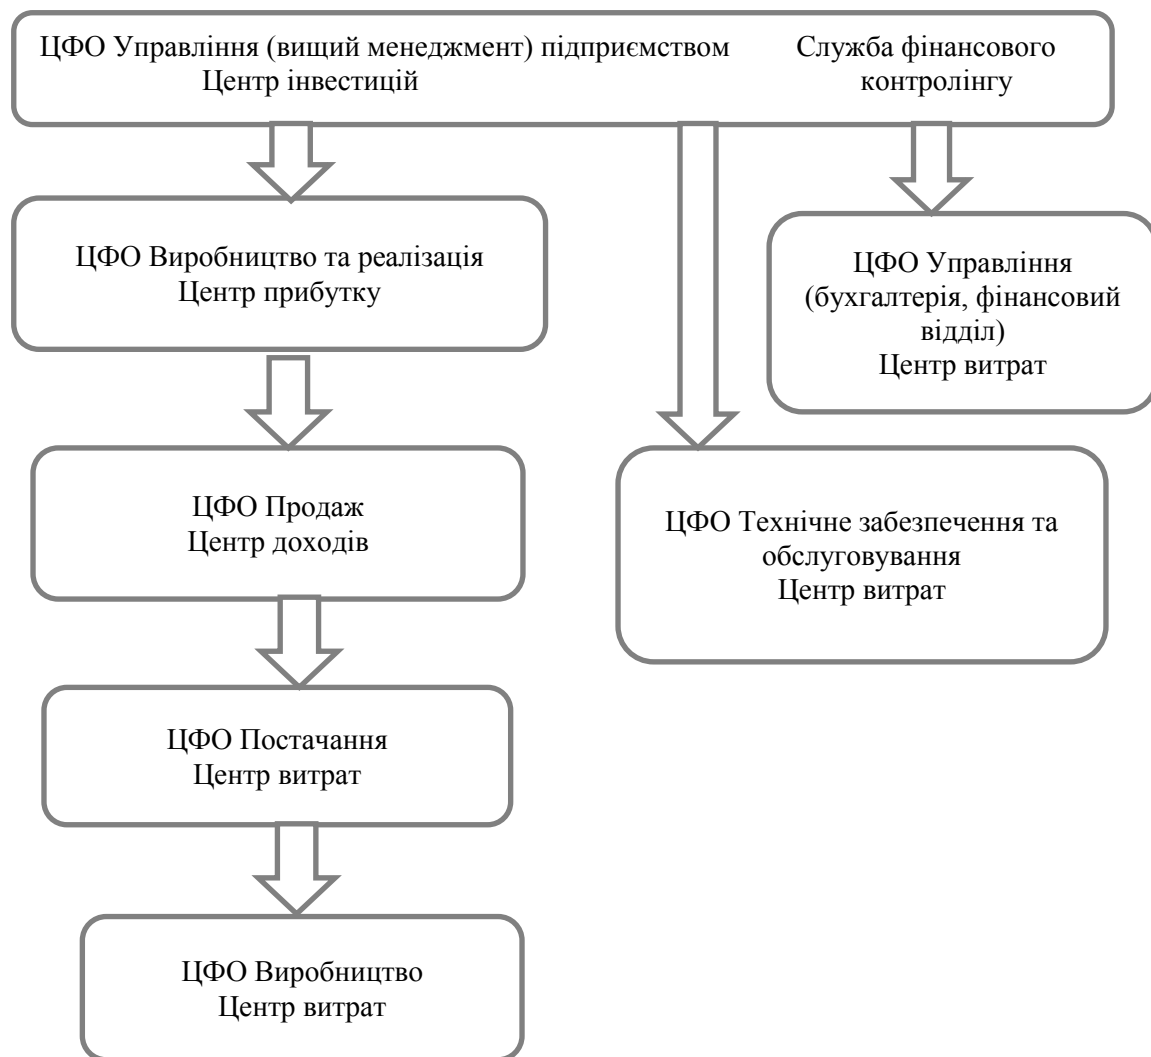 ЦФО Управління (вищий менеджмент) підприємством
Центр інвестицій
Служба фінансового
контролінгу
ЦФО Виробництво та реалізація
Центр прибутку
ЦФО Управління
(бухгалтерія, фінансовий
відділ)
Центр витрат
ЦФО Продаж
Центр доходів
ЦФО Технічне забезпечення та
обслуговування
Центр витрат
ЦФО Постачання
Центр витрат
ЦФО Виробництво
Центр витрат